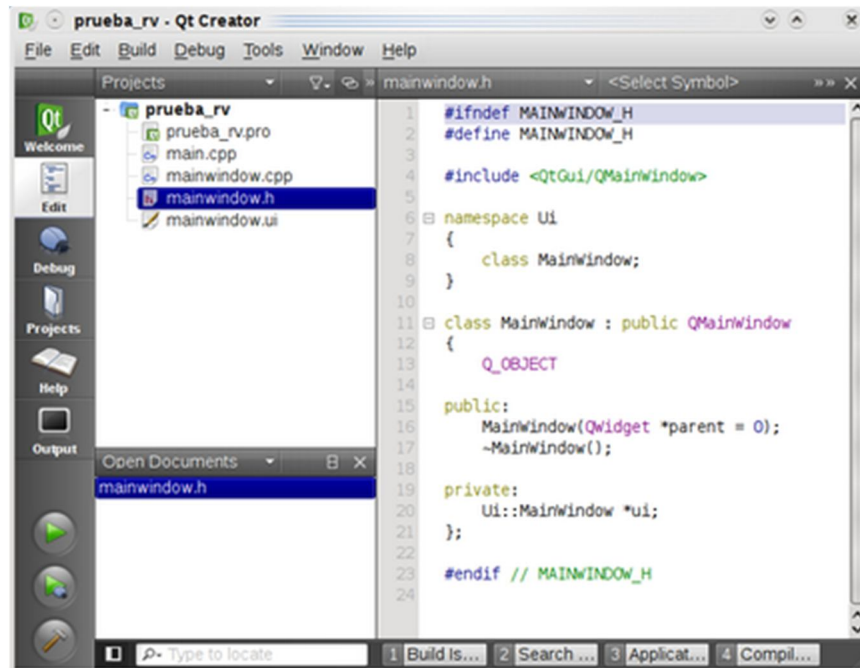 prueba_rv - Qt Creator
File Edit Build Debug Tools Window Help
Projects
mainwindow.h <Select Symbol>
Qt
Welcome
Edit
Debug
Projects
Help
Output
prueba_rv
prueba_rv.pro
main.cpp
mainwindow.cpp
mainwindow.h
mainwindow.ui
Open Documents
mainwindow.h
1 #ifndef MAINWINDOW_H
2 #define MAINWINDOW_H
3
4 #include <QtGui/QMainWindow>
5
6 namespace Ui
7 {
8 class MainWindow;
9 }
10
11 class MainWindow : public QMainWindow
12 {
13 Q_OBJECT
14
15 public:
16 MainWindow(QWidget *parent = 0);
17 ~MainWindow();
18
19 private:
20 Ui::MainWindow *ui;
21 };
22
23 #endif // MAINWINDOW_H
24
Type to locate
1 Build Is... 2 Search ... 3 Applicat... 4 Compil...